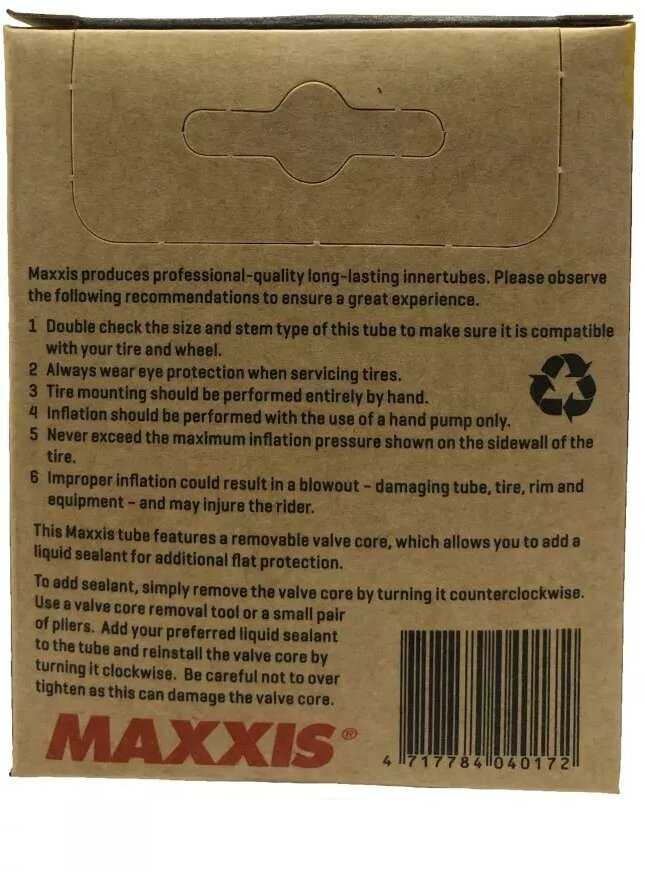 Maxxis produces professional-quality long-lasting innertubes. Please observe
the following recommendations to ensure a great experience.
1 Double check the size and stem type of this tube to make sure it is compatible
with your tire and wheel.
2 Always wear eye protection when servicing tires.
3 Tire mounting should be performed entirely by hand.
4 Inflation should be performed with the use of a hand pump only.
5 Never exceed the maximum inflation pressure shown on the sidewall of the
tire.
6 Improper inflation could result in a blowout – damaging tube, tire, rim and
equipment – and may injure the rider.
This Maxxis tube features a removable valve core, which allows you to add a
liquid sealant for additional flat protection.
To add sealant, simply remove the valve core by turning it counterclockwise.
Use a valve core removal tool or a small pair
of pliers. Add your preferred liquid sealant
to the tube and reinstall the valve core by
turning it clockwise. Be careful not to over
tighten as this can damage the valve core.
MAXXIS®
4 717784 040172